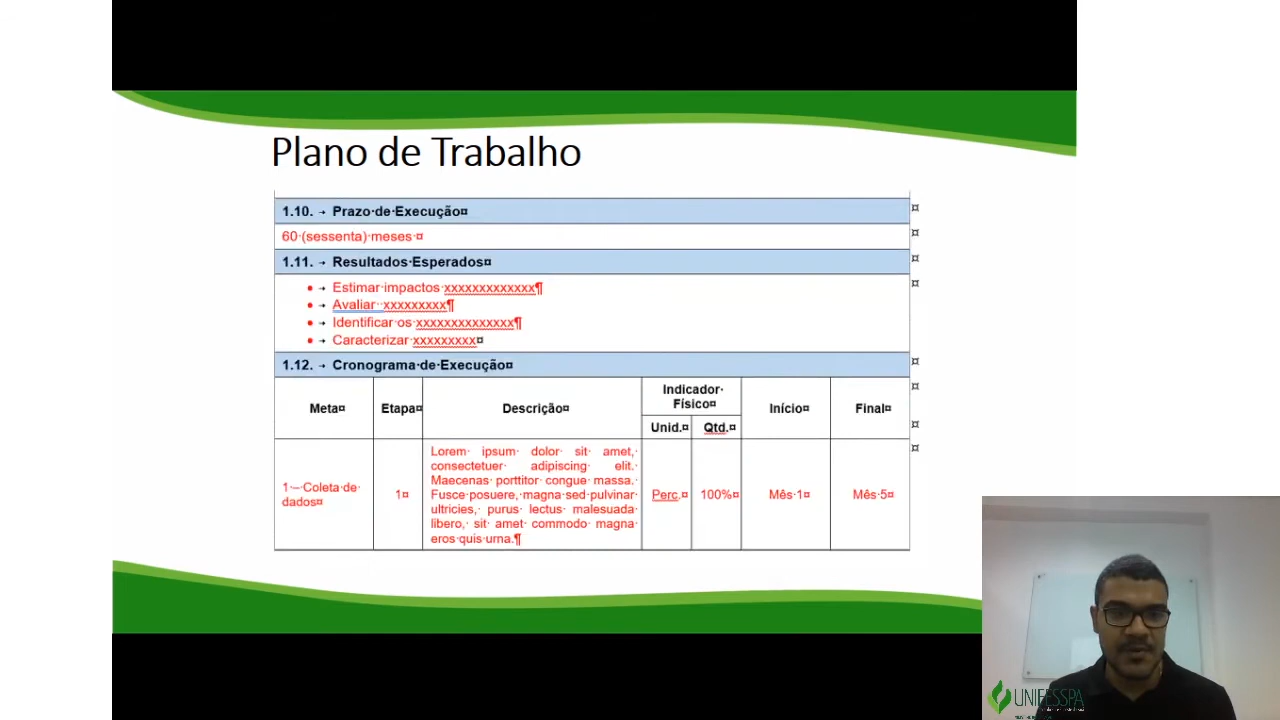 Plano de Trabalho
1.10. → Prazo·de·Execução¤
60·(sessenta)·meses·¤
1.11. → Resultados·Esperados¤
• → Estimar·impactos·xxxxxxxxxxxxx¶
• → Avaliar··xxxxxxxxx¶
• → Identificar·os·xxxxxxxxxxxxxx¶
• → Caracterizar·xxxxxxxxx¤
1.12. → Cronograma·de·Execução¤
Meta¤ Etapa¤ Descrição¤ Indicador·Físico¤ Início¤ Final¤
Unid.¤ Qtd.¤
1·–·Coleta·de·dados¤
1¤
Lorem· ipsum· dolor· sit· amet,·
consectetuer· adipiscing· elit.·
Maecenas·porttitor·congue·massa.·
Fusce·posuere,·magna·sed·pulvinar·
ultricies,·purus·lectus·malesuada·
libero,·sit·amet·commodo·magna·
eros·quis·urna.¶
Perc.¤ 100%¤ Mês·1¤ Mês·5¤
UNIFESSPA